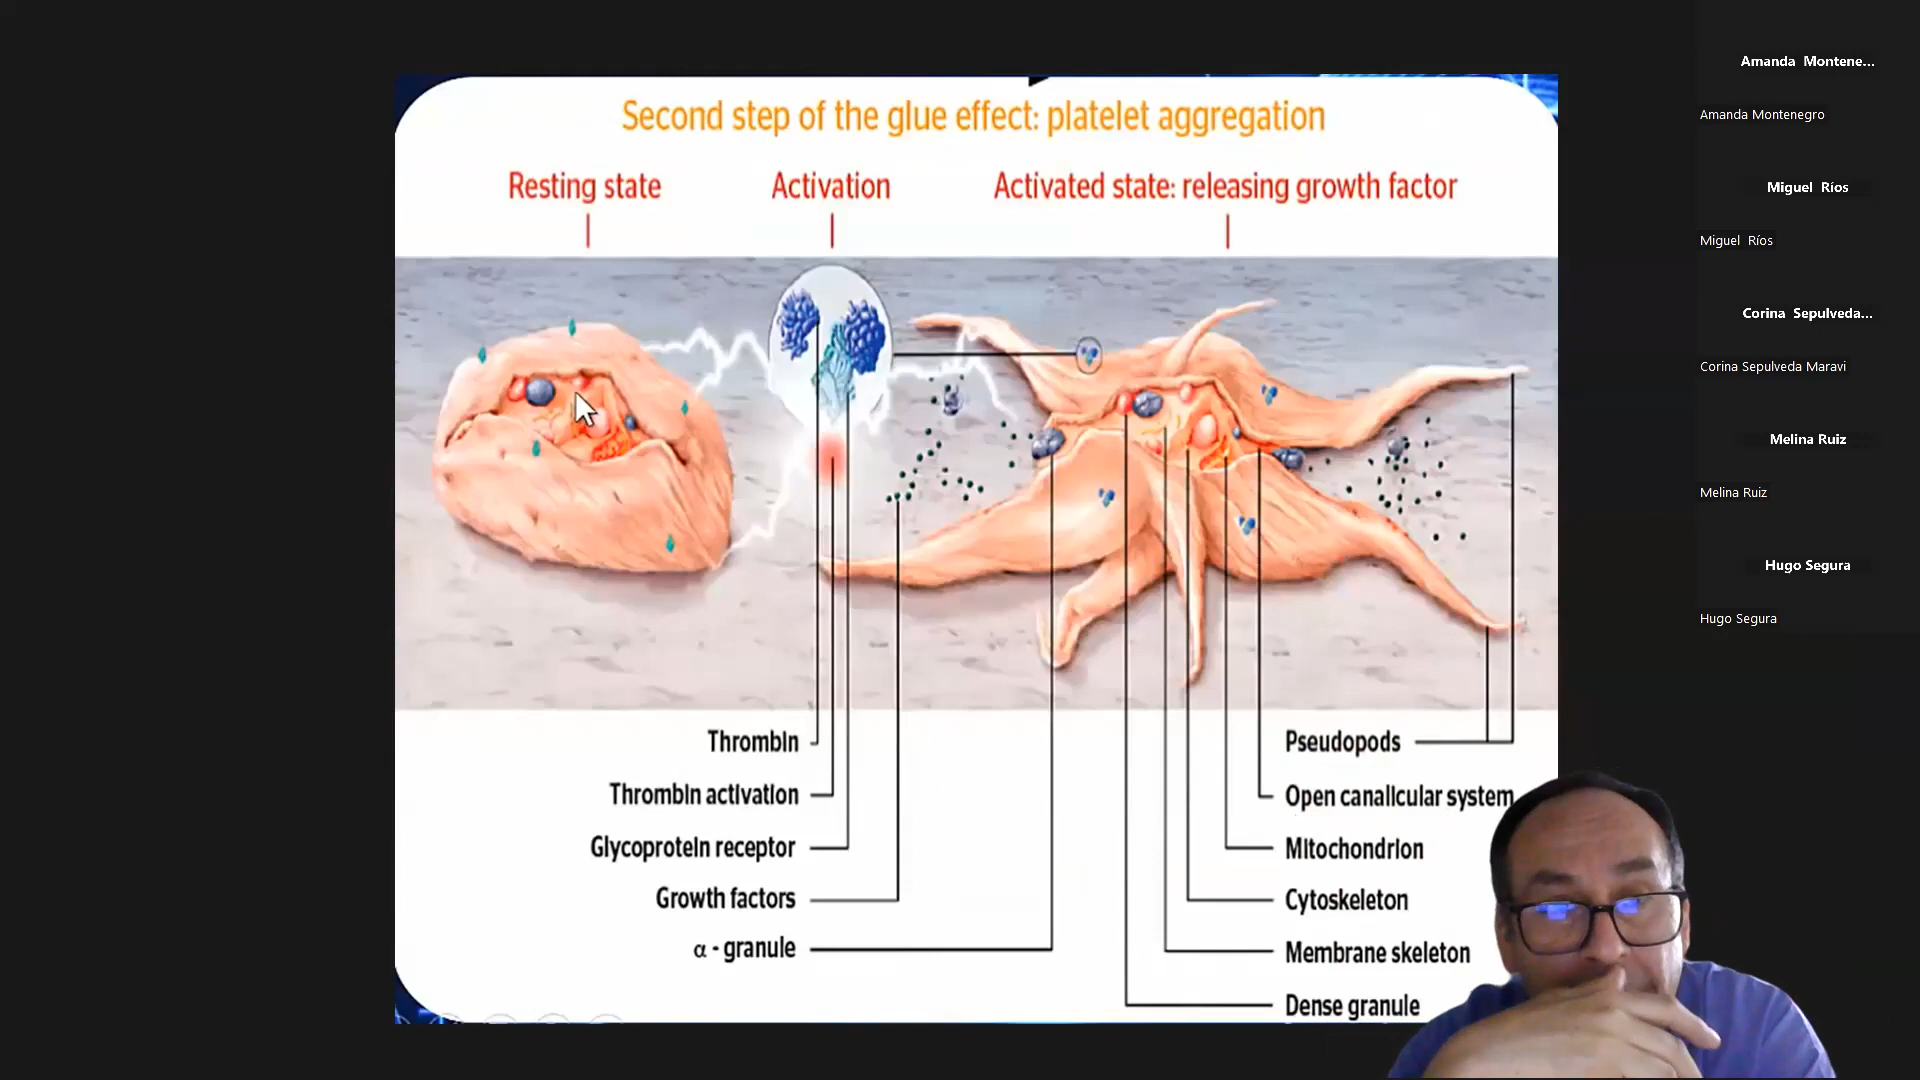 Second step of the glue effect: platelet aggregation
Resting state
Activation
Activated state: releasing growth factor
Thrombin
Thrombin activation
Glycoprotein receptor
Growth factors
α - granule
Pseudopods
Open canalicular system
Mitochondrion
Cytoskeleton
Membrane skeleton
Dense granule
Amanda Montene...
Amanda Montenegro
Miguel Ríos
Miguel Ríos
Corina Sepulveda...
Corina Sepulveda Maravi
Melina Ruiz
Melina Ruiz
Hugo Segura
Hugo Segura